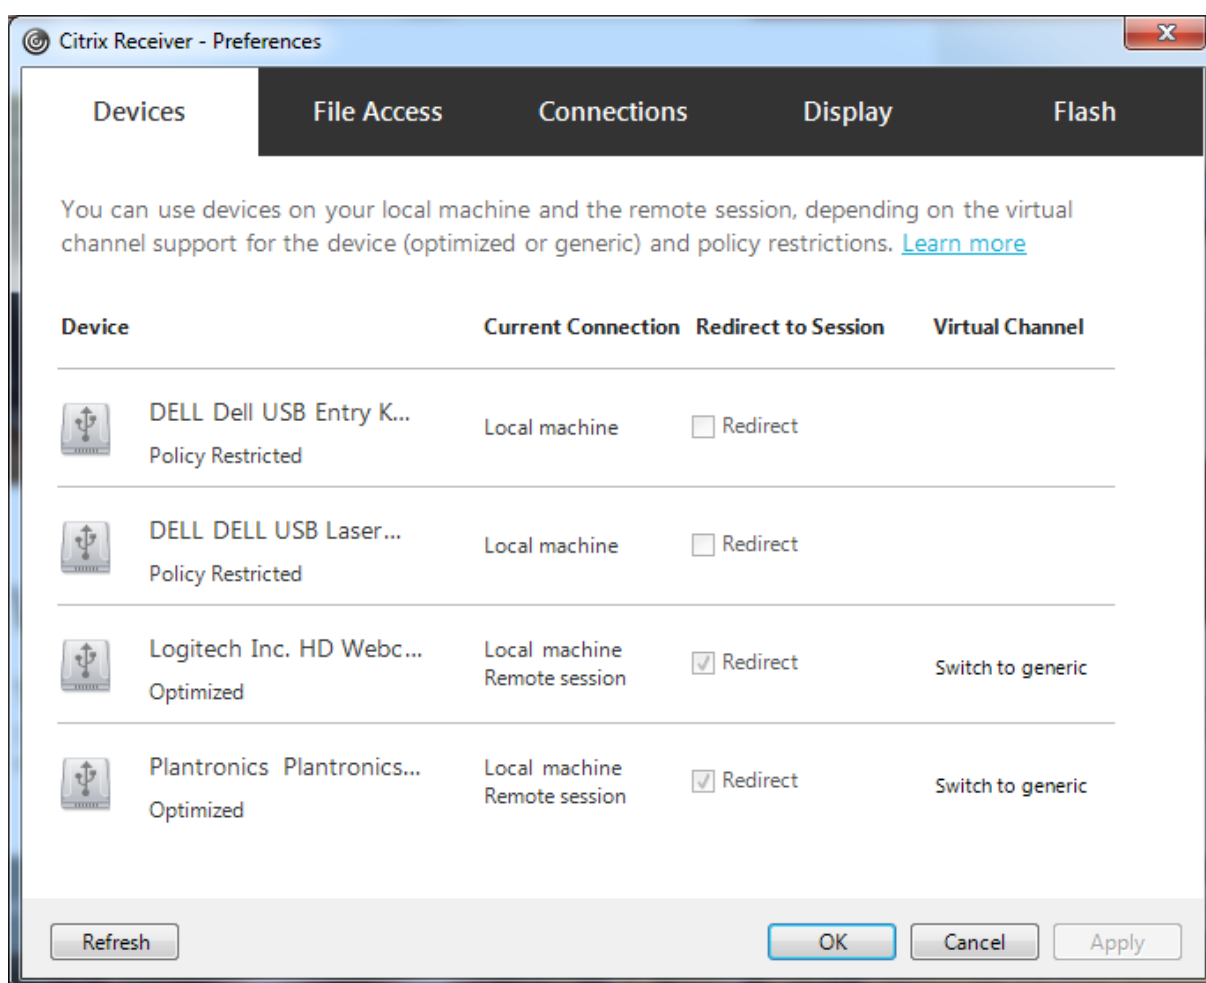 Citrix Receiver - Preferences
Devices File Access Connections Display Flash
You can use devices on your local machine and the remote session, depending on the virtual
channel support for the device (optimized or generic) and policy restrictions. Learn more
Device Current Connection Redirect to Session Virtual Channel
DELL Dell USB Entry K...
Policy Restricted
Local machine
Redirect
DELL DELL USB Laser...
Policy Restricted
Local machine
Redirect
Logitech Inc. HD Webc...
Optimized
Local machine
Remote session
Redirect
Switch to generic
Plantronics Plantronics...
Optimized
Local machine
Remote session
Redirect
Switch to generic
Refresh OK Cancel Apply